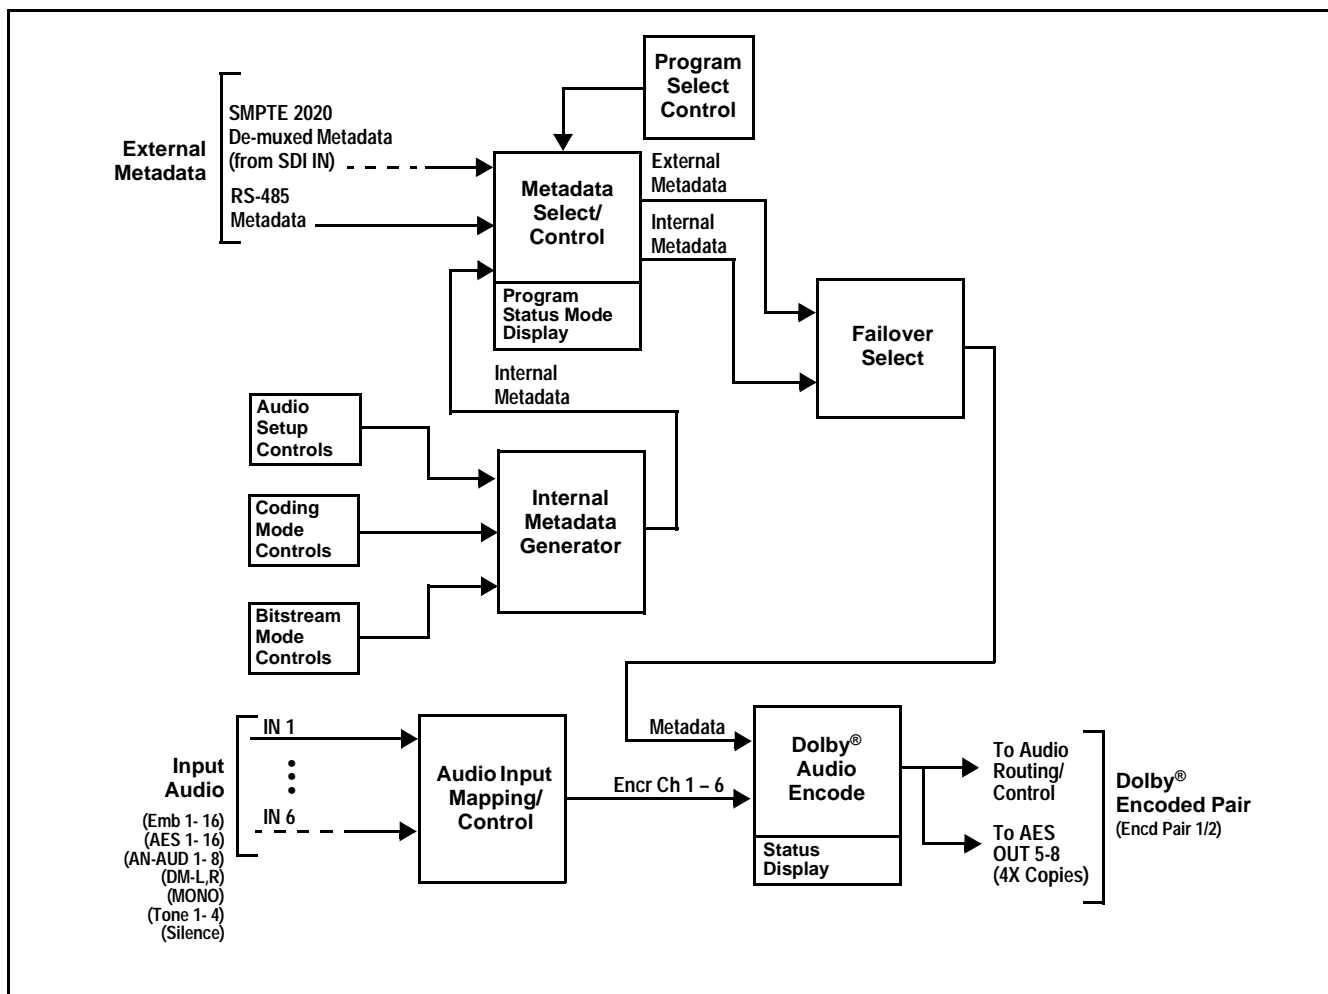 Program
Select
Control
External
Metadata
SMPTE 2020
De-muxed Metadata
(from SDI IN)
RS-485
Metadata
Metadata
Select/
Control
Program
Status Mode
Display
External
Metadata
Internal
Metadata
Failover
Select
Internal
Metadata
Audio
Setup
Controls
Coding
Mode
Controls
Bitstream
Mode
Controls
Internal
Metadata
Generator
Input
Audio
(Emb 1- 16)
(AES 1- 16)
(AN-AUD 1- 8)
(DM-L,R)
(MONO)
(Tone 1- 4)
(Silence)
IN 1
IN 6
Audio Input
Mapping/
Control
Metadata
Encr Ch 1 – 6
Dolby®
Audio
Encode
Status
Display
To Audio
Routing/
Control
To AES
OUT 5-8
(4X Copies)
Dolby®
Encoded Pair
(Encd Pair 1/2)